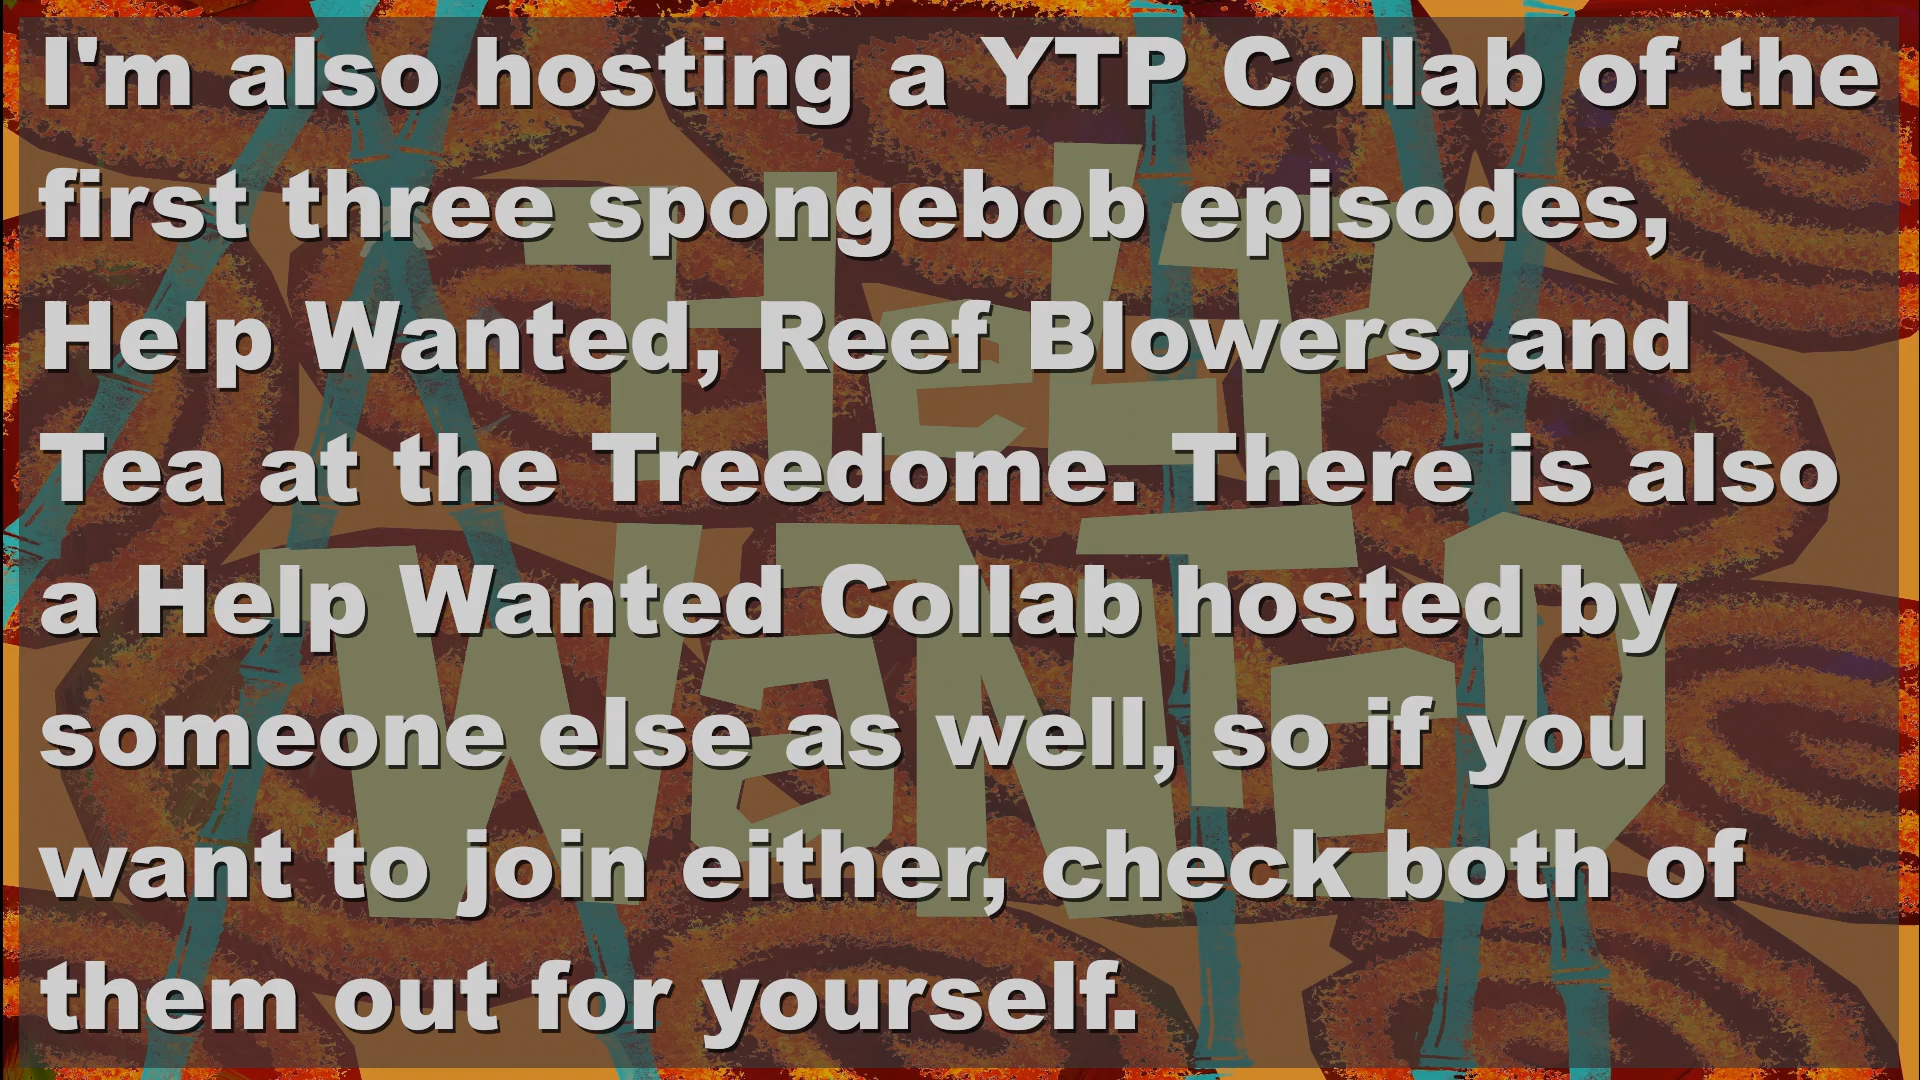 I'm also hosting a YTP Collab of the
first three spongebob episodes,
Help Wanted, Reef Blowers, and
Tea at the Treedome. There is also
a Help Wanted Collab hosted by
someone else as well, so if you
want to join either, check both of
them out for yourself.
HeLP
WaNTeD